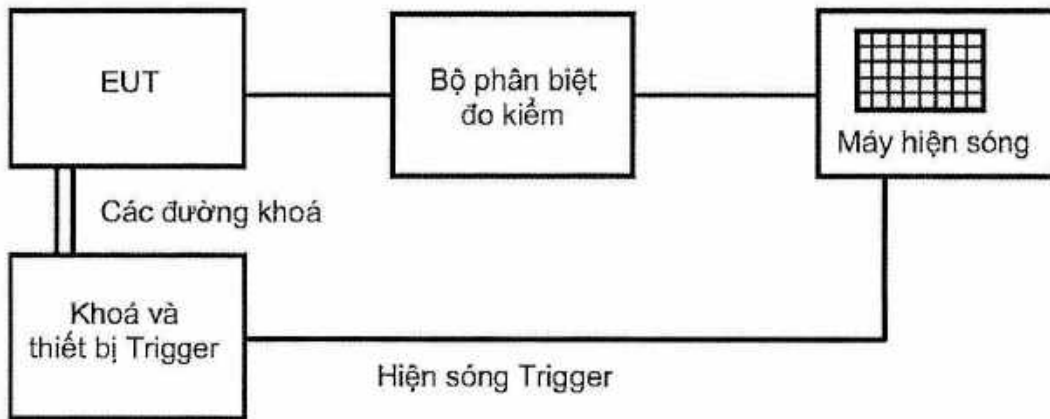 EUT
Bộ phân biệt
đo kiểm
Máy hiện sóng
Các đường khoá
Khoá và
thiết bị Trigger
Hiện sóng Trigger